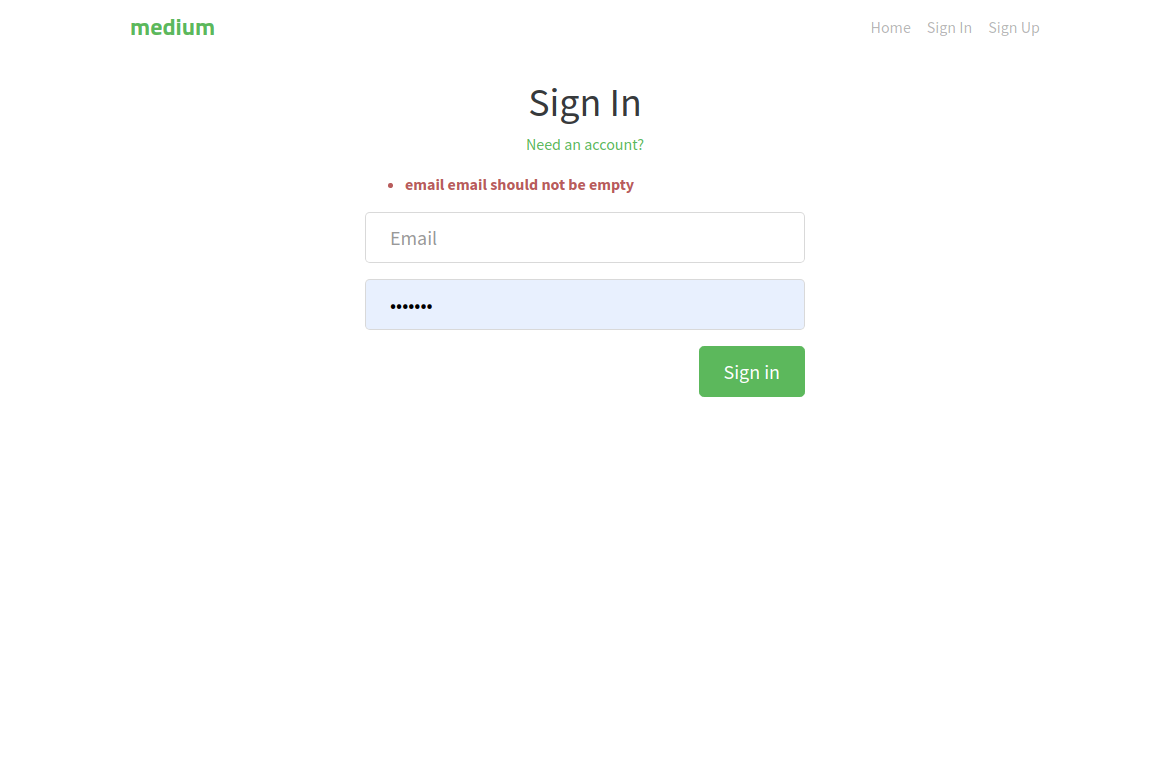 medium
Home Sign In Sign Up
Sign In
Need an account?
• email email should not be empty
Email
•••••••
Sign in